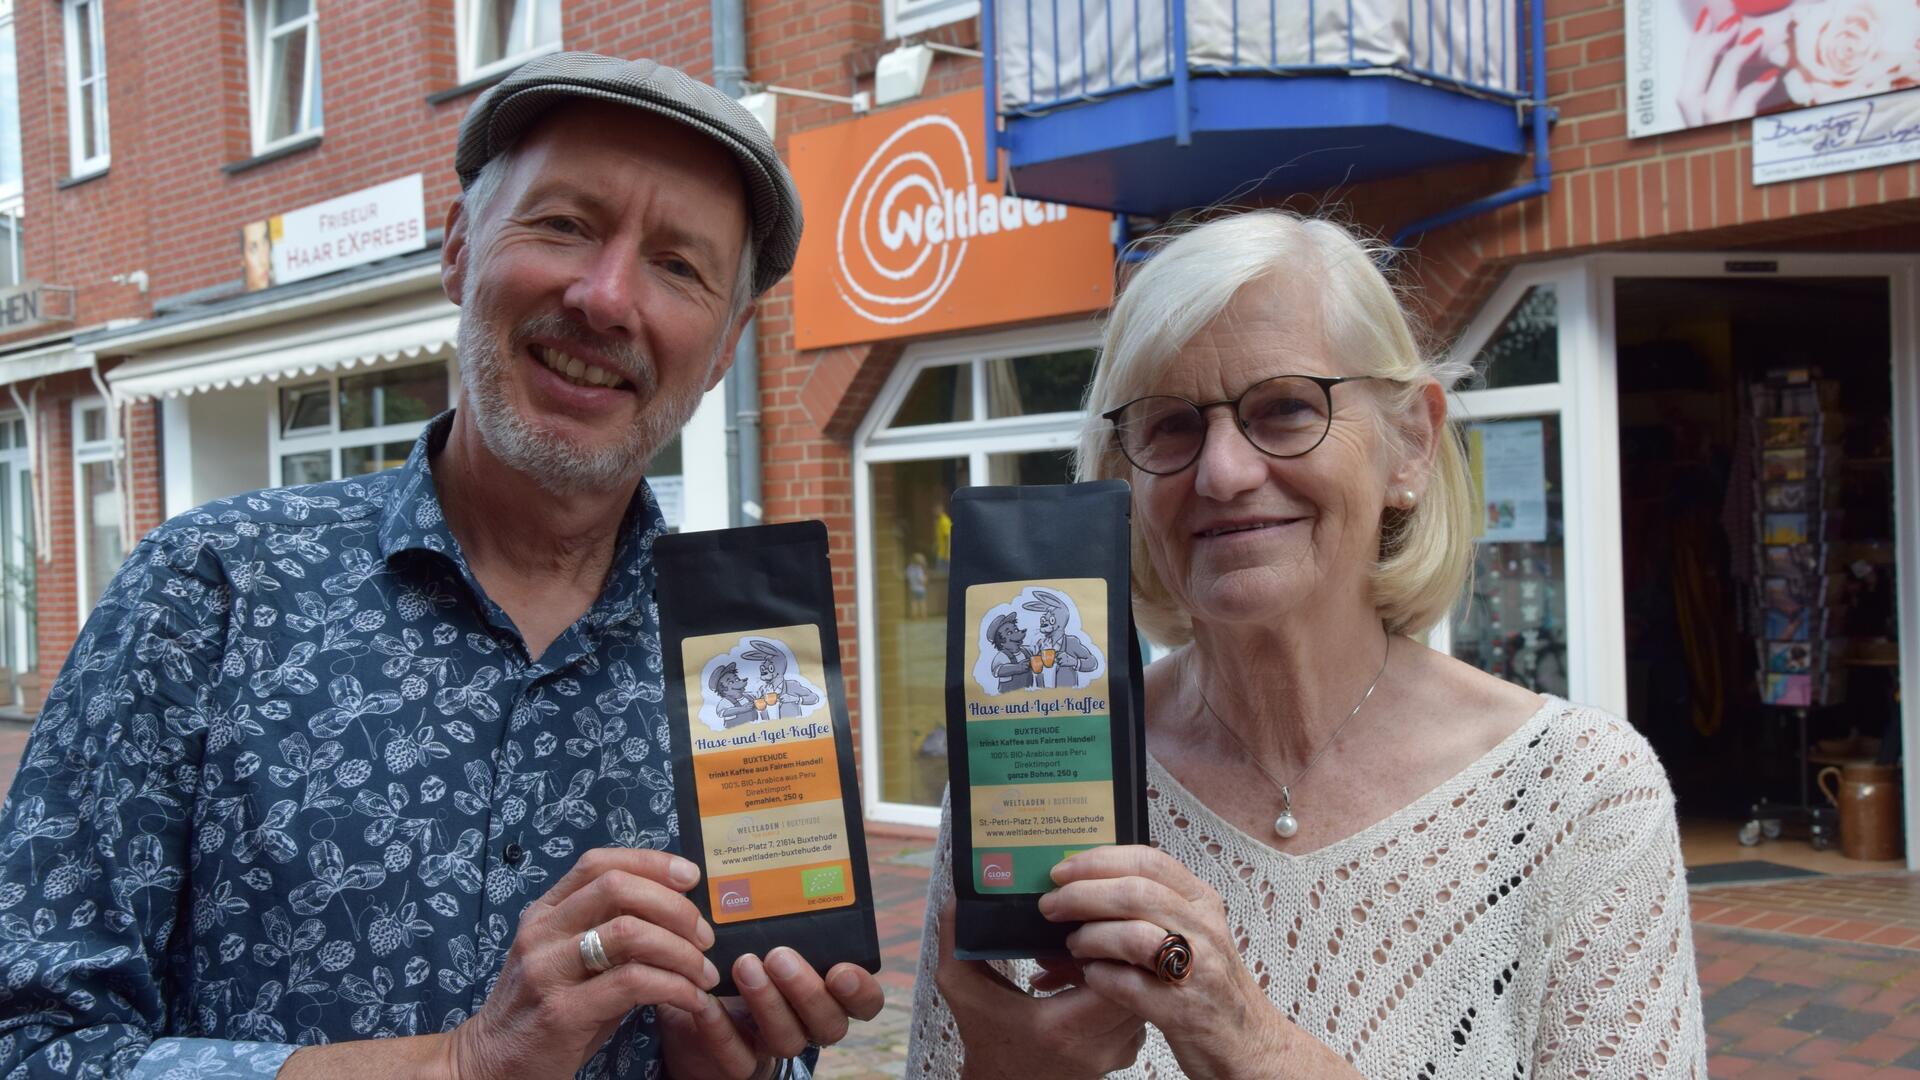 FRISEUR
HAAR EXPRESS
HEN
Weltladen
elite kosme
Hase-und-Igel-Kaffee
BUXTEHUDE
trinkt Kaffee aus Fairem Handel!
100% BIO-Arabica aus Peru
Direktimport
gemahlen, 250 g
WELTLADEN | BUXTEHUDE
St.-Petri-Platz 7, 21614 Buxtehude
www.weltladen-buxtehude.de
GLOBO
DE-ÖKO-001
Hase-und-Igel-Kaffee
BUXTEHUDE
trinkt Kaffee aus Fairem Handel!
100% BIO-Arabica aus Peru
Direktimport
ganze Bohne, 250 g
WELTLADEN | BUXTEHUDE
St.-Petri-Platz 7, 21614 Buxtehude
www.weltladen-buxtehude.de
GLOBO